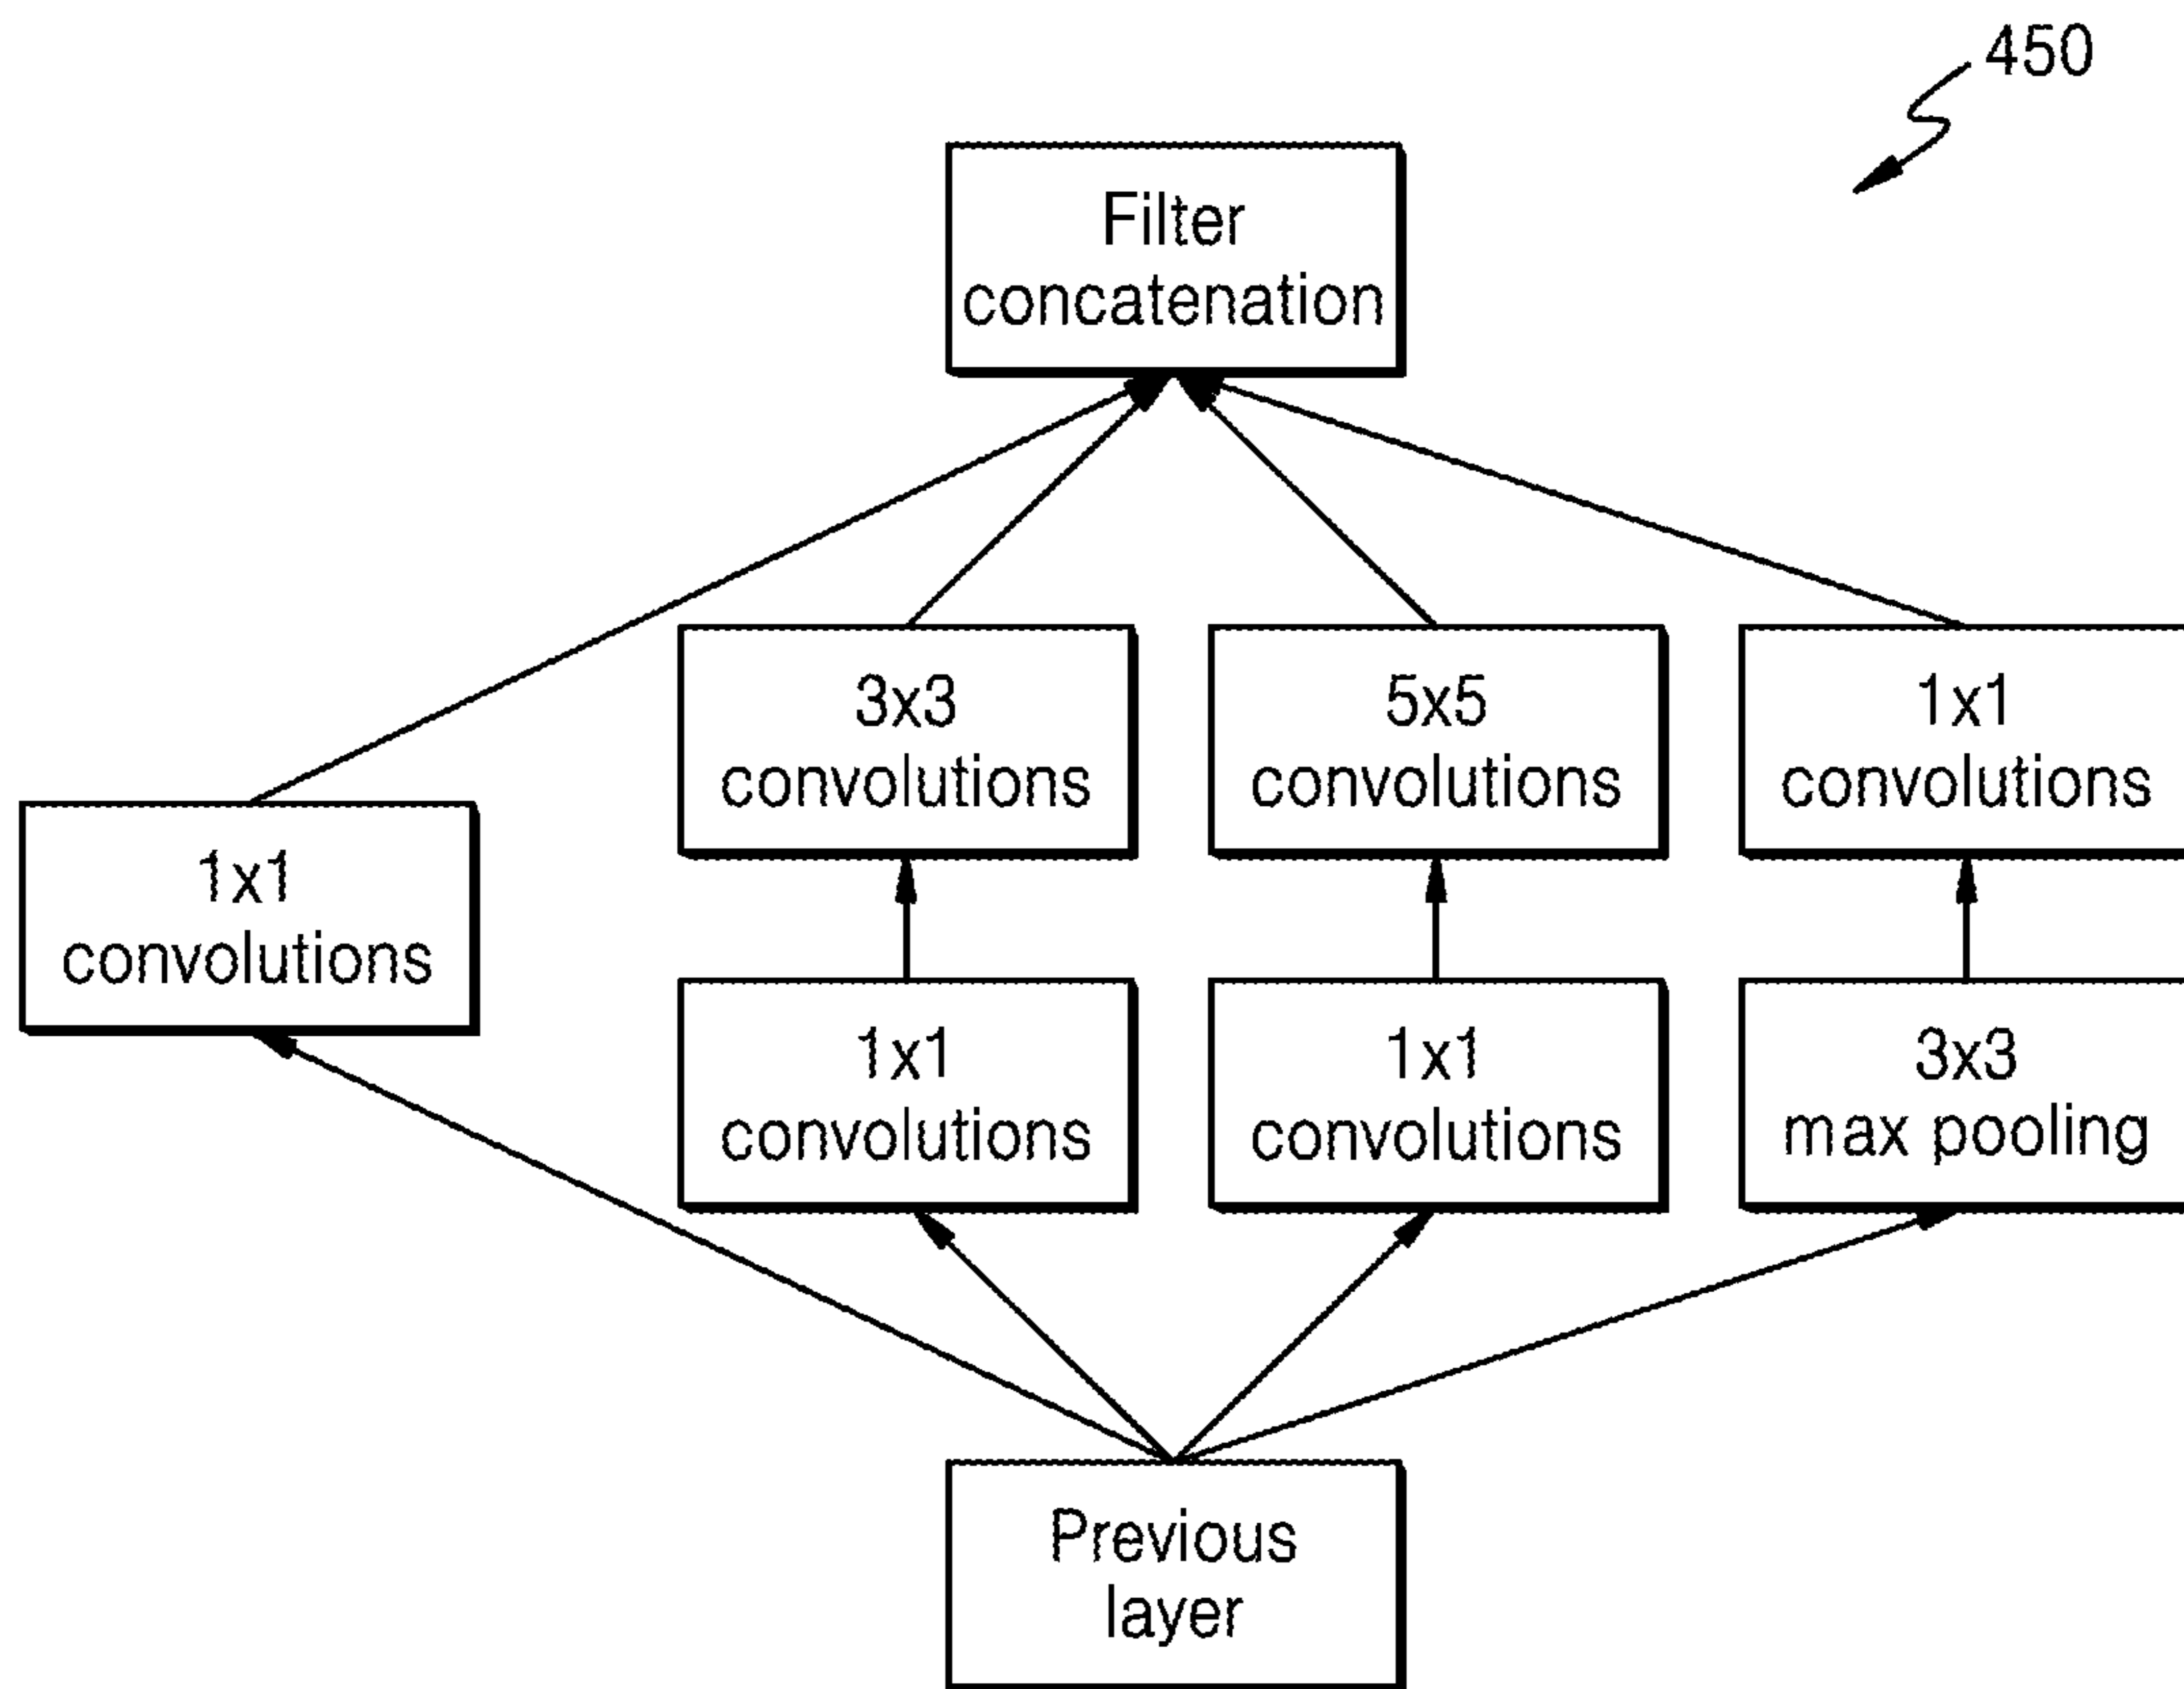 450
Filter
concatenation
3x3
convolutions
5x5
convolutions
1x1
convolutions
1x1
convolutions
1x1
convolutions
1x1
convolutions
3x3
max pooling
Previous
layer